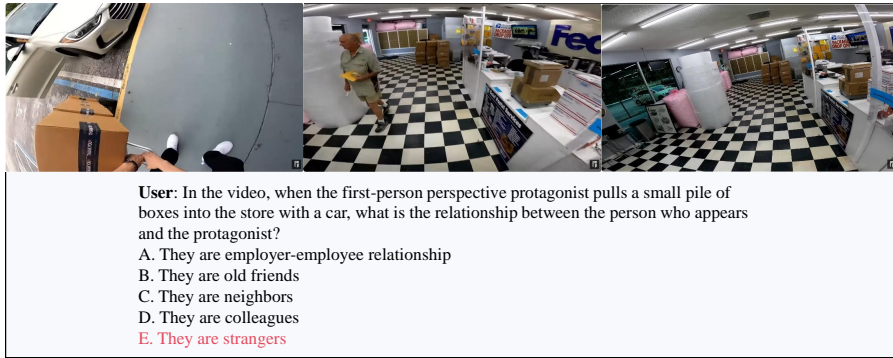 FedEx
User: In the video, when the first-person perspective protagonist pulls a small pile of
boxes into the store with a car, what is the relationship between the person who appears
and the protagonist?
A. They are employer-employee relationship
B. They are old friends
C. They are neighbors
D. They are colleagues
E. They are strangers